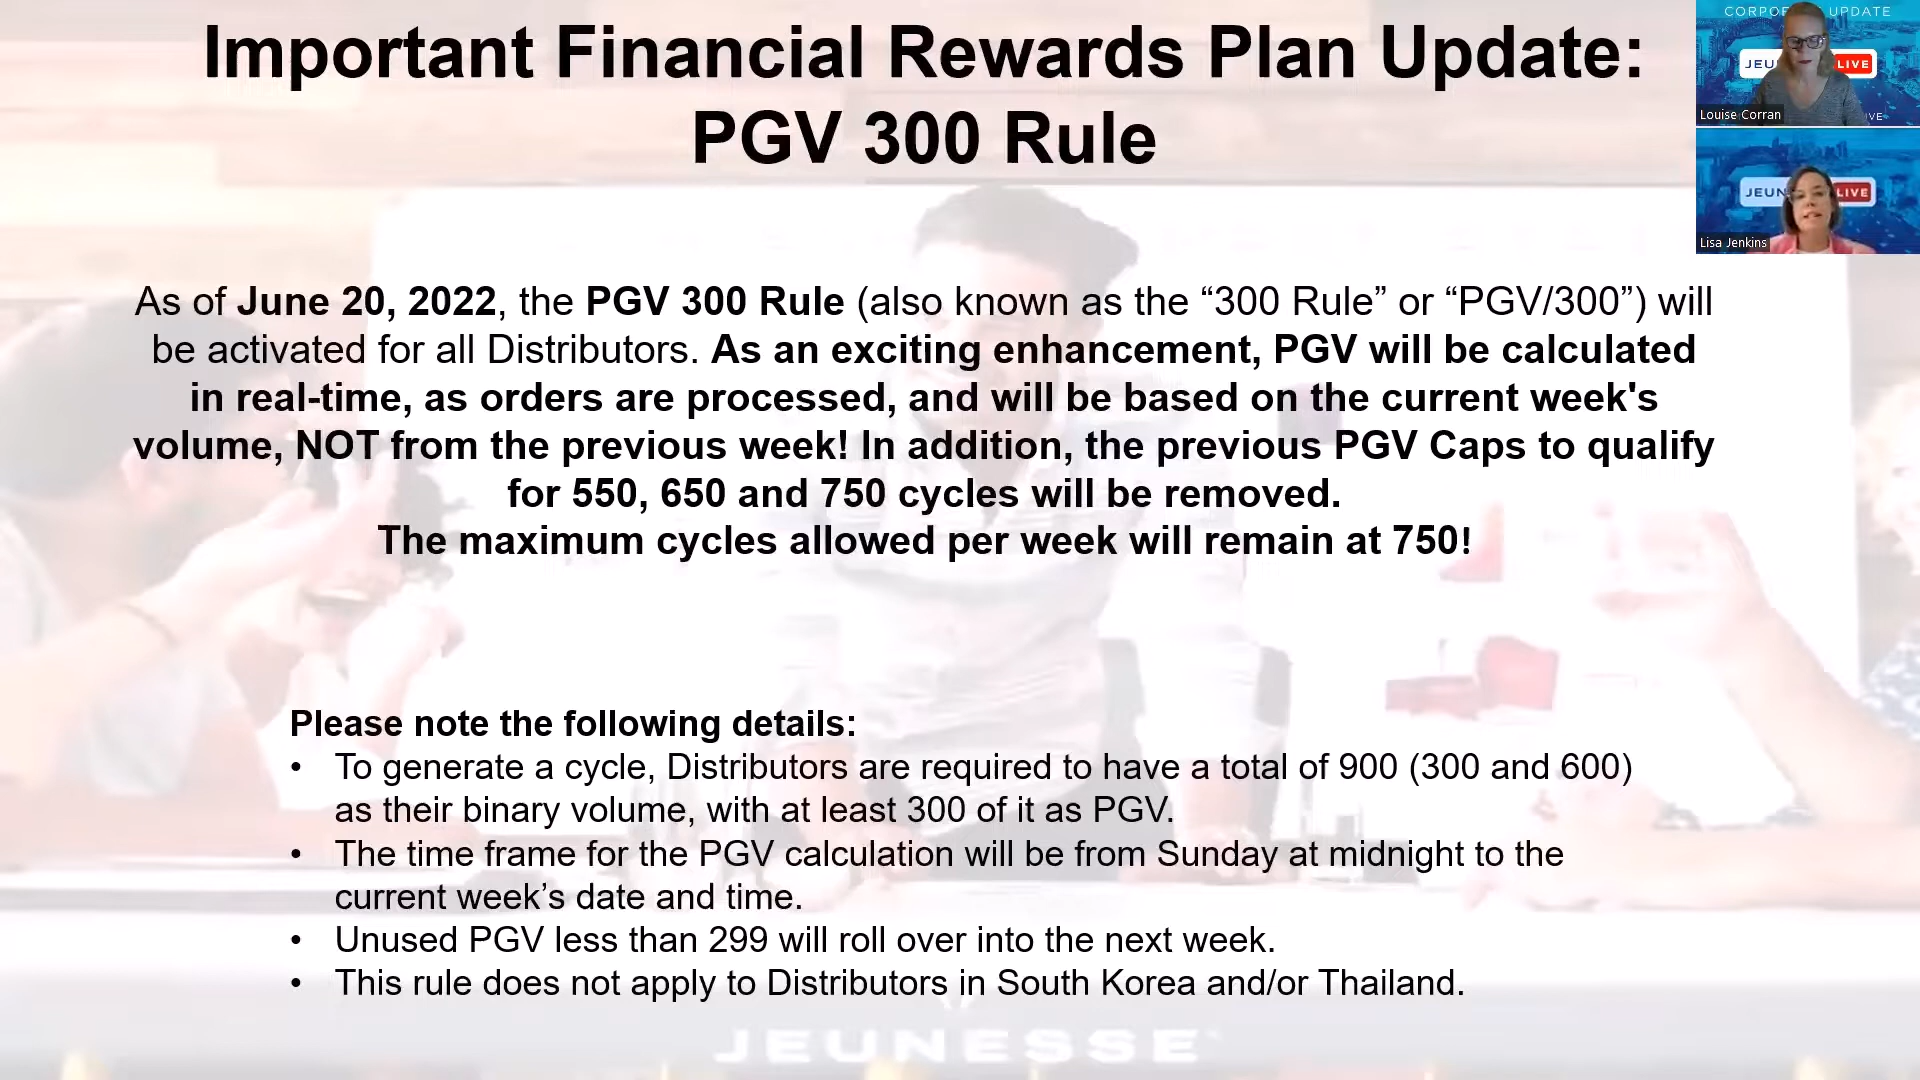 Important Financial Rewards Plan Update:
PGV 300 Rule
CORPO UPDATE
JEU LIVE
Louise Corran
IVE
JEUN LIVE
Lisa Jenkins
As of June 20, 2022, the PGV 300 Rule (also known as the “300 Rule” or “PGV/300”) will
be activated for all Distributors. As an exciting enhancement, PGV will be calculated
in real-time, as orders are processed, and will be based on the current week's
volume, NOT from the previous week! In addition, the previous PGV Caps to qualify
for 550, 650 and 750 cycles will be removed.
The maximum cycles allowed per week will remain at 750!
Please note the following details:
• To generate a cycle, Distributors are required to have a total of 900 (300 and 600)
as their binary volume, with at least 300 of it as PGV.
• The time frame for the PGV calculation will be from Sunday at midnight to the
current week’s date and time.
• Unused PGV less than 299 will roll over into the next week.
• This rule does not apply to Distributors in South Korea and/or Thailand.
JEUNESSE